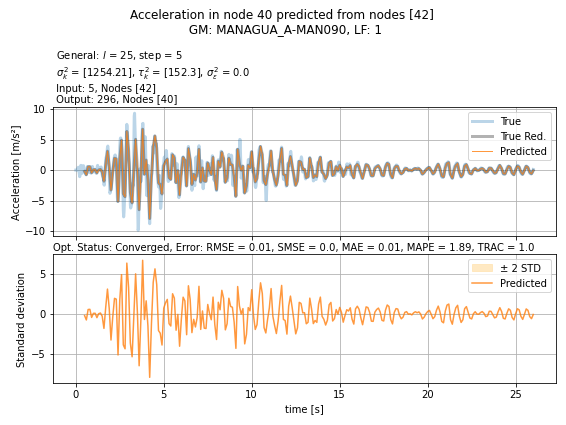 Acceleration in node 40 predicted from nodes [42]
GM: MANAGUA_A-MAN090, LF: 1
General: l = 25, step = 5
σ²ₖ = [1254.21], τ²ₖ = [152.3], σ²ε = 0.0
Input: 5, Nodes [42]
Output: 296, Nodes [40]
Acceleration [m/s²]
10
5
0
−5
−10
True
True Red.
Predicted
Opt. Status: Converged, Error: RMSE = 0.01, SMSE = 0.0, MAE = 0.01, MAPE = 1.89, TRAC = 1.0
Standard deviation
5
0
−5
± 2 STD
Predicted
0 5 10 15 20 25
time [s]